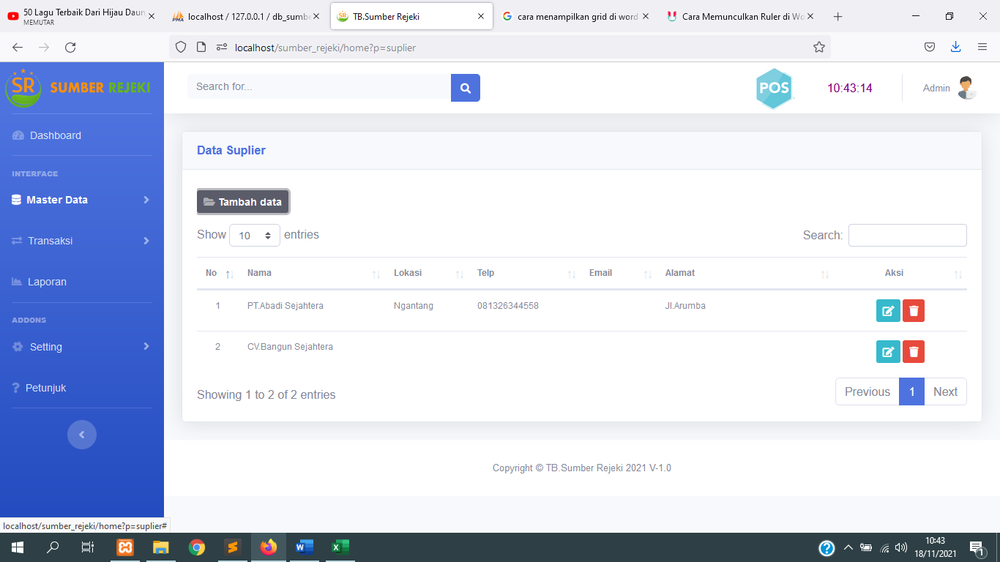 50 Lagu Terbaik Dari Hijau Daun
MEMUTAR
localhost / 127.0.0.1 / db_sumbe
TB.Sumber Rejeki
cara menampilkan grid di word
Cara Memunculkan Ruler di Wo
localhost/sumber_rejeki/home?p=suplier
SR SUMBER REJEKI
Search for...
POS
10:43:14
Admin
Dashboard
INTERFACE
Master Data
Transaksi
Laporan
ADDONS
Setting
Petunjuk
Data Suplier
Tambah data
Show 10 entries
Search:
No Nama Lokasi Telp Email Alamat Aksi
1 PT.Abadi Sejahtera Ngantang 081326344558 Jl.Arumba
2 CV.Bangun Sejahtera
Showing 1 to 2 of 2 entries
Previous 1 Next
Copyright © TB.Sumber Rejeki 2021 V-1.0
localhost/sumber_rejeki/home?p=suplier#
10:43
18/11/2021
1